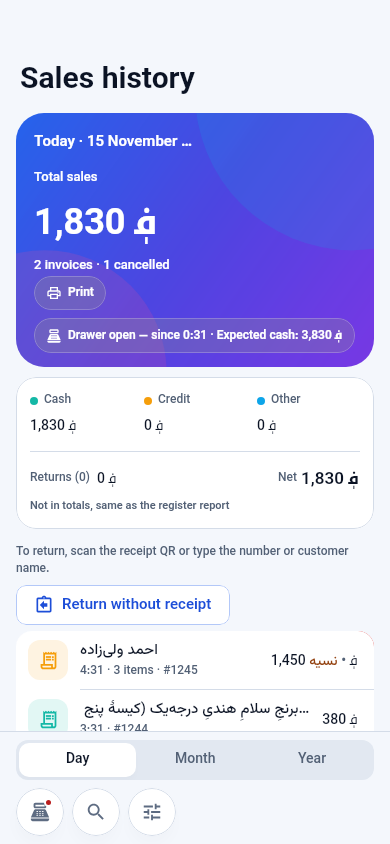 Sales history
Today · 15 November …
Total sales
1,830 ؋
2 invoices · 1 cancelled
Print
Drawer open — since 0:31 · Expected cash: 3,830 ؋
Cash
Credit
Other
1,830 ؋
0 ؋
0 ؋
Returns (0) 0 ؋
Net 1,830 ؋
Not in totals, same as the register report
To return, scan the receipt QR or type the number or customer
name.
Return without receipt
احمد ولی‌زاده
1,450 نسیه • ؋
4:31 · 3 items · #1245
برنجِ سلامِ هندیِ درجه‌یک (کیسهٔ پنج…
380 ؋
3:31 · #1244
Day
Month
Year